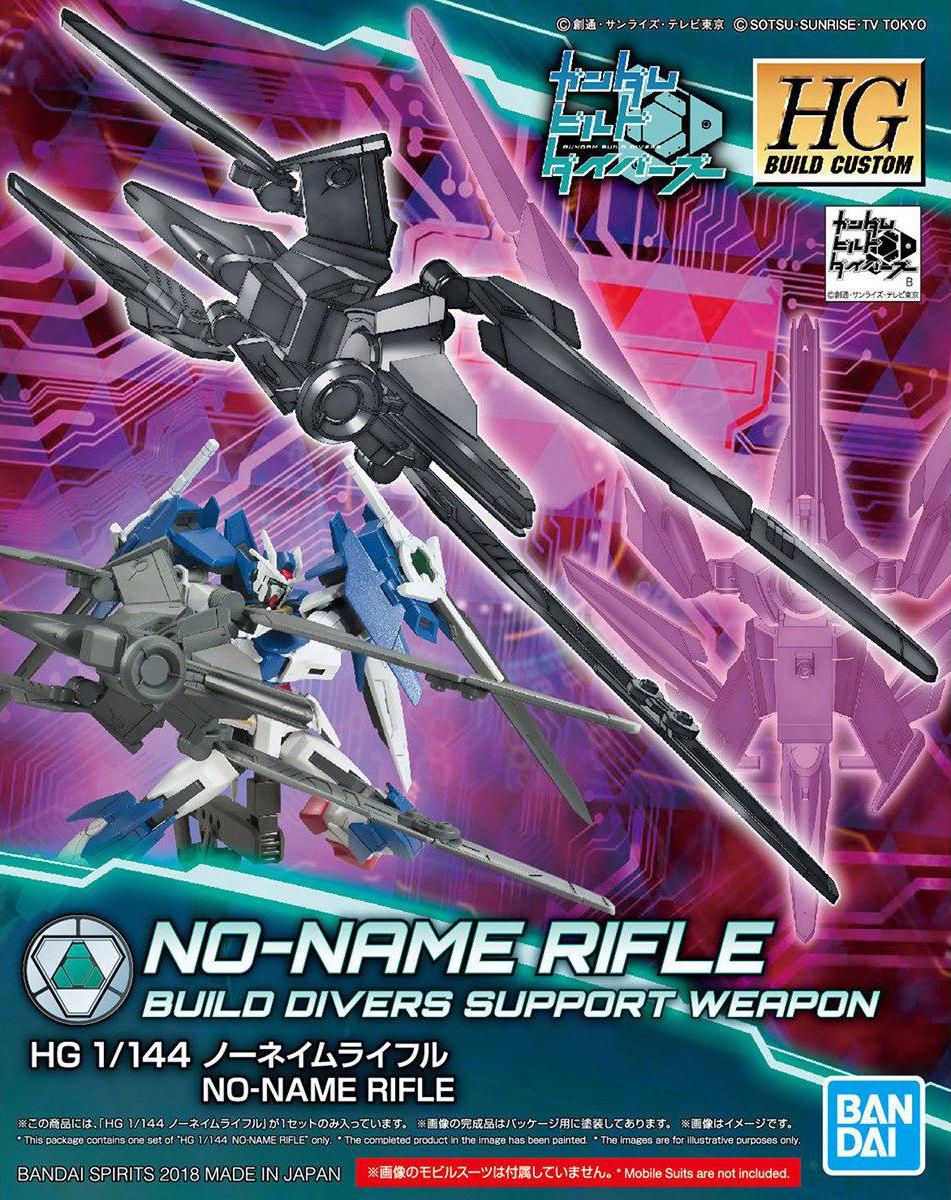 ©創通・サンライズ・テレビ東京 ©SOTSU・SUNRISE・TV TOKYO
ガンダム
ビルド
GUNDAM BUILD DIVERS
ダイバーズ
HG
BUILD CUSTOM
ガンダム
ビルド
ダイバーズ
B
©創通・サンライズ・テレビ東京
NO-NAME RIFLE
BUILD DIVERS SUPPORT WEAPON
HG 1/144 ノーネイムライフル
NO-NAME RIFLE
※この商品には、「HG 1/144 ノーネイムライフル」が1セットのみ入っています。 ※画像の完成品はパッケージ用に塗装してあります。 ※画像はイメージです。
* This package contains one set of "HG 1/144 NO-NAME RIFLE" only. * The completed product in the image has been painted. * The images are for illustrative purposes only.
BANDAI SPIRITS 2018 MADE IN JAPAN
※画像のモビルスーツは付属していません。 * Mobile Suits are not included.
BAN
DAI